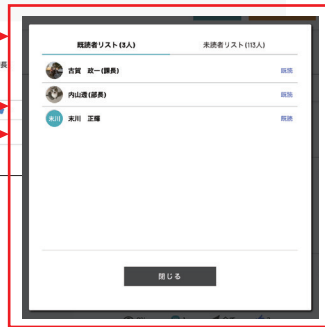 既読者リスト(3人) 未読者リスト(113人)
古賀 政一(課長) 既読
内山透(部長) 既読
末川 末川 正輝 既読
閉じる
長